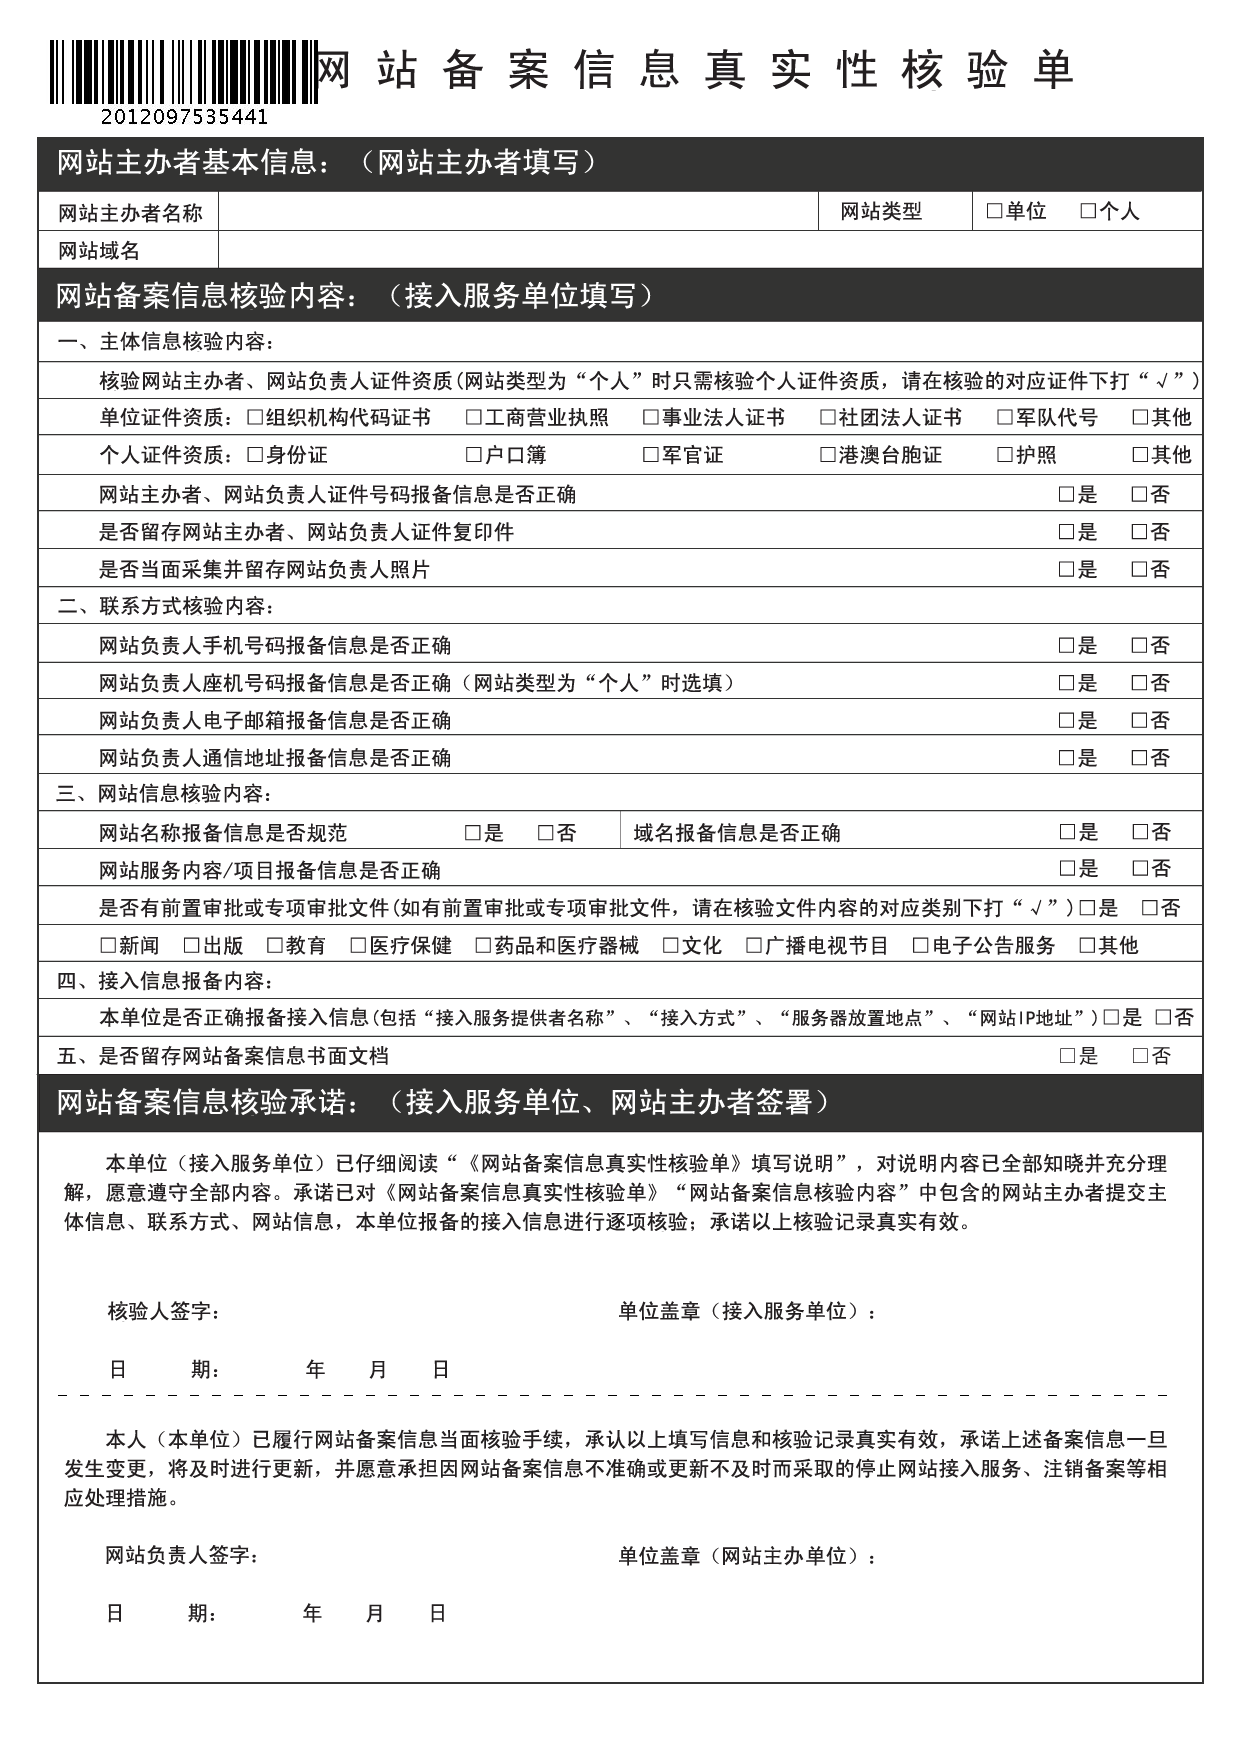 网站备案信息真实性核验单
2012097535441
网站主办者基本信息：（网站主办者填写）
网站主办者名称 网站类型 □单位 □个人
网站域名
网站备案信息核验内容：（接入服务单位填写）
一、主体信息核验内容：
核验网站主办者、网站负责人证件资质(网站类型为“个人”时只需核验个人证件资质，请在核验的对应证件下打“√”)
单位证件资质：□组织机构代码证书 □工商营业执照 □事业法人证书 □社团法人证书 □军队代号 □其他
个人证件资质：□身份证 □户口簿 □军官证 □港澳台胞证 □护照 □其他
网站主办者、网站负责人证件号码报备信息是否正确 □是 □否
是否留存网站主办者、网站负责人证件复印件 □是 □否
是否当面采集并留存网站负责人照片 □是 □否
二、联系方式核验内容：
网站负责人手机号码报备信息是否正确 □是 □否
网站负责人座机号码报备信息是否正确（网站类型为“个人”时选填） □是 □否
网站负责人电子邮箱报备信息是否正确 □是 □否
网站负责人通信地址报备信息是否正确 □是 □否
三、网站信息核验内容：
网站名称报备信息是否规范 □是 □否 域名报备信息是否正确 □是 □否
网站服务内容/项目报备信息是否正确 □是 □否
是否有前置审批或专项审批文件(如有前置审批或专项审批文件，请在核验文件内容的对应类别下打“√”)□是 □否
□新闻 □出版 □教育 □医疗保健 □药品和医疗器械 □文化 □广播电视节目 □电子公告服务 □其他
四、接入信息报备内容：
本单位是否正确报备接入信息(包括“接入服务提供者名称”、“接入方式”、“服务器放置地点”、“网站IP地址”)□是 □否
五、是否留存网站备案信息书面文档 □是 □否
网站备案信息核验承诺：（接入服务单位、网站主办者签署）
本单位（接入服务单位）已仔细阅读“《网站备案信息真实性核验单》填写说明”，对说明内容已全部知晓并充分理
解，愿意遵守全部内容。承诺已对《网站备案信息真实性核验单》“网站备案信息核验内容”中包含的网站主办者提交主
体信息、联系方式、网站信息，本单位报备的接入信息进行逐项核验；承诺以上核验记录真实有效。
核验人签字： 单位盖章（接入服务单位）：
日 期： 年 月 日
本人（本单位）已履行网站备案信息当面核验手续，承认以上填写信息和核验记录真实有效，承诺上述备案信息一旦
发生变更，将及时进行更新，并愿意承担因网站备案信息不准确或更新不及时而采取的停止网站接入服务、注销备案等相
应处理措施。
网站负责人签字： 单位盖章（网站主办单位）：
日 期： 年 月 日